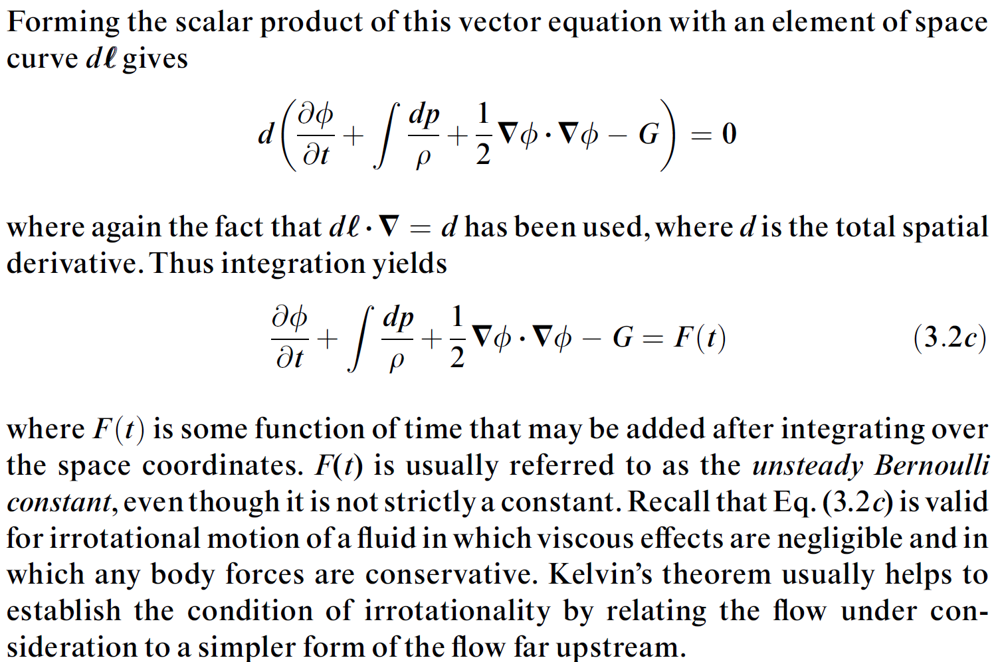 Forming the scalar product of this vector equation with an element of space
curve dℓ gives
d(∂ϕ/∂t + ∫ dp/ρ + 1/2 ∇ϕ · ∇ϕ − G) = 0
where again the fact that dℓ · ∇ = d has been used, where d is the total spatial
derivative. Thus integration yields
∂ϕ/∂t + ∫ dp/ρ + 1/2 ∇ϕ · ∇ϕ − G = F(t) (3.2c)
where F(t) is some function of time that may be added after integrating over
the space coordinates. F(t) is usually referred to as the unsteady Bernoulli
constant, even though it is not strictly a constant. Recall that Eq. (3.2c) is valid
for irrotational motion of a fluid in which viscous effects are negligible and in
which any body forces are conservative. Kelvin’s theorem usually helps to
establish the condition of irrotationality by relating the flow under con-
sideration to a simpler form of the flow far upstream.